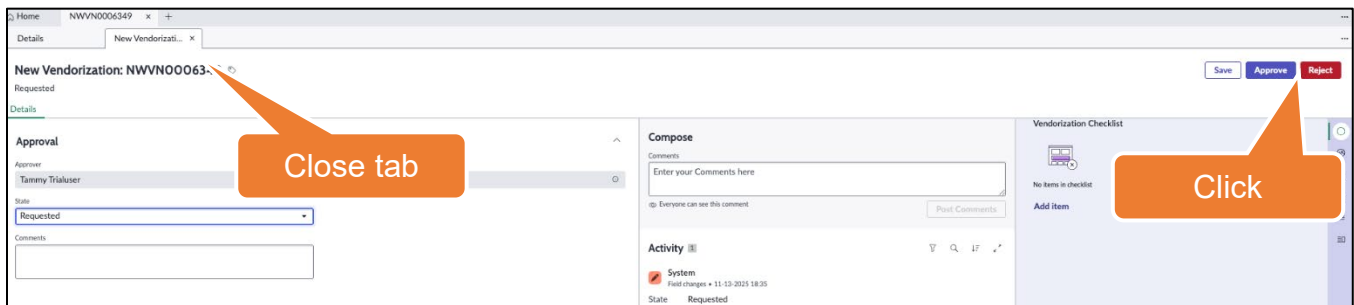 Home NWVN0006349 x +
Details New Vendorizati... x
New Vendorization: NWVN000634
Save Approve Reject
Requested
Details
Approval
Approver
Tammy Trialuser
State
Requested
Comments
Close tab
Compose
Comments
Enter your Comments here
Everyone can see this comment
Post Comments
Activity 1
System
Field changes • 11-13-2025 18:35
State Requested
Vendorization Checklist
No items in checklist
Add item
Click